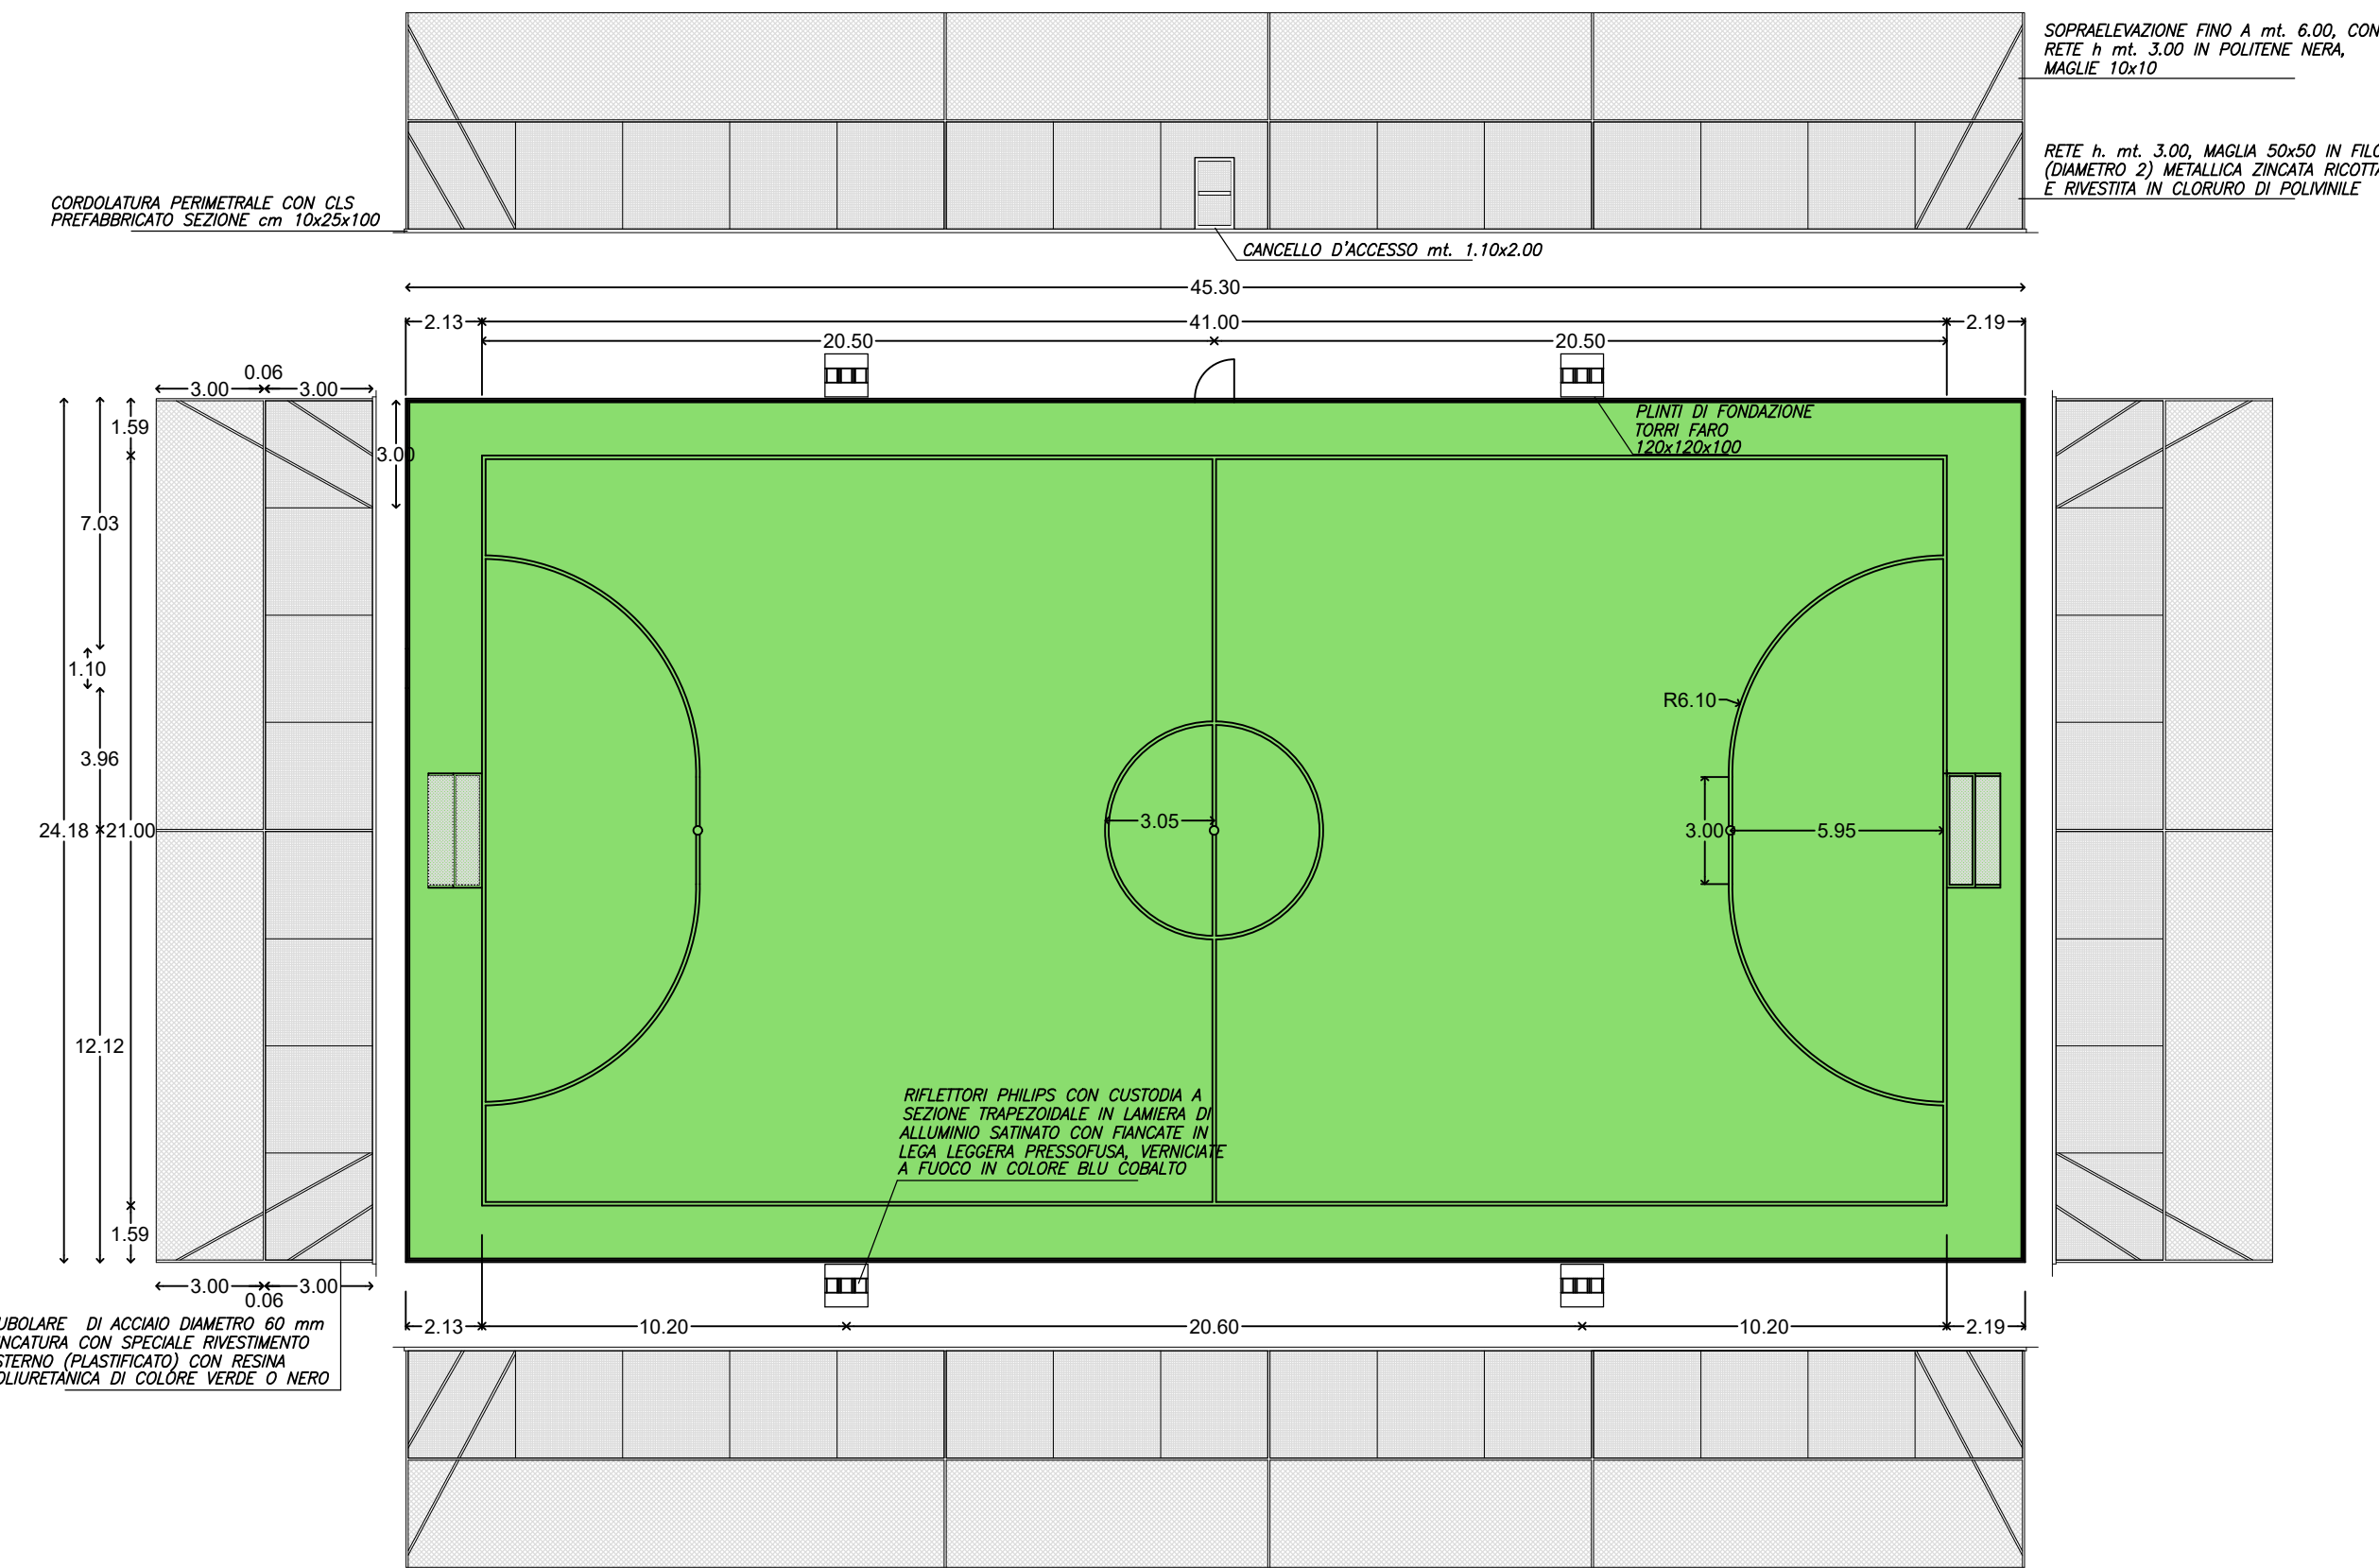 SOPRAELEVAZIONE FINO A mt. 6.00, CON
RETE h mt. 3.00 IN POLITENE NERA,
MAGLIE 10x10
RETE h. mt. 3.00, MAGLIA 50x50 IN FILO
(DIAMETRO 2) METALLICA ZINCATA RICOTTA
E RIVESTITA IN CLORURO DI POLIVINILE
CORDOLATURA PERIMETRALE CON CLS
PREFABBRICATO SEZIONE cm 10x25x100
CANCELLO D'ACCESSO mt. 1.10x2.00
45.30
2.13 41.00 2.19
20.50 20.50
0.06
3.00 3.00
1.59
3.00
PLINTI DI FONDAZIONE
TORRI FARO
120x120x100
7.03
1.10
R6.10
3.96
3.05
24.18 21.00
3.00 5.95
12.12
RIFLETTORI PHILIPS CON CUSTODIA A
SEZIONE TRAPEZOIDALE IN LAMIERA DI
ALLUMINIO SATINATO CON FIANCATE IN
LEGA LEGGERA PRESSOFUSA, VERNICIATE
A FUOCO IN COLORE BLU COBALTO
1.59
3.00 3.00
0.06
2.13 10.20 20.60 10.20 2.19
UBOLARE DI ACCIAIO DIAMETRO 60 mm
NCATURA CON SPECIALE RIVESTIMENTO
STERNO (PLASTIFICATO) CON RESINA
OLIURETANICA DI COLORE VERDE O NERO